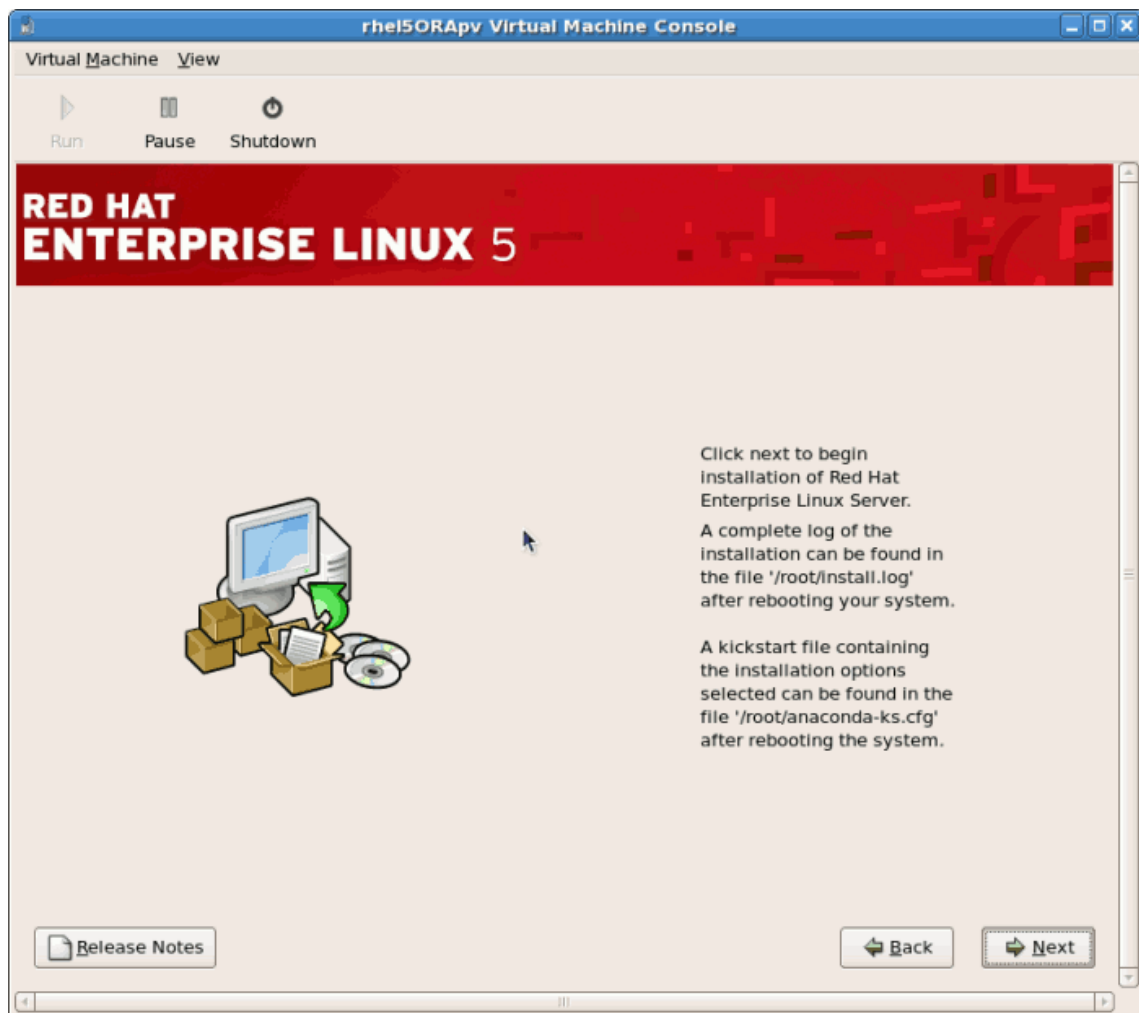 rhel5ORApv Virtual Machine Console
Virtual Machine View
Run Pause Shutdown
RED HAT
ENTERPRISE LINUX 5
Click next to begin
installation of Red Hat
Enterprise Linux Server.
A complete log of the
installation can be found in
the file '/root/install.log'
after rebooting your system.
A kickstart file containing
the installation options
selected can be found in the
file '/root/anaconda-ks.cfg'
after rebooting the system.
Release Notes Back Next